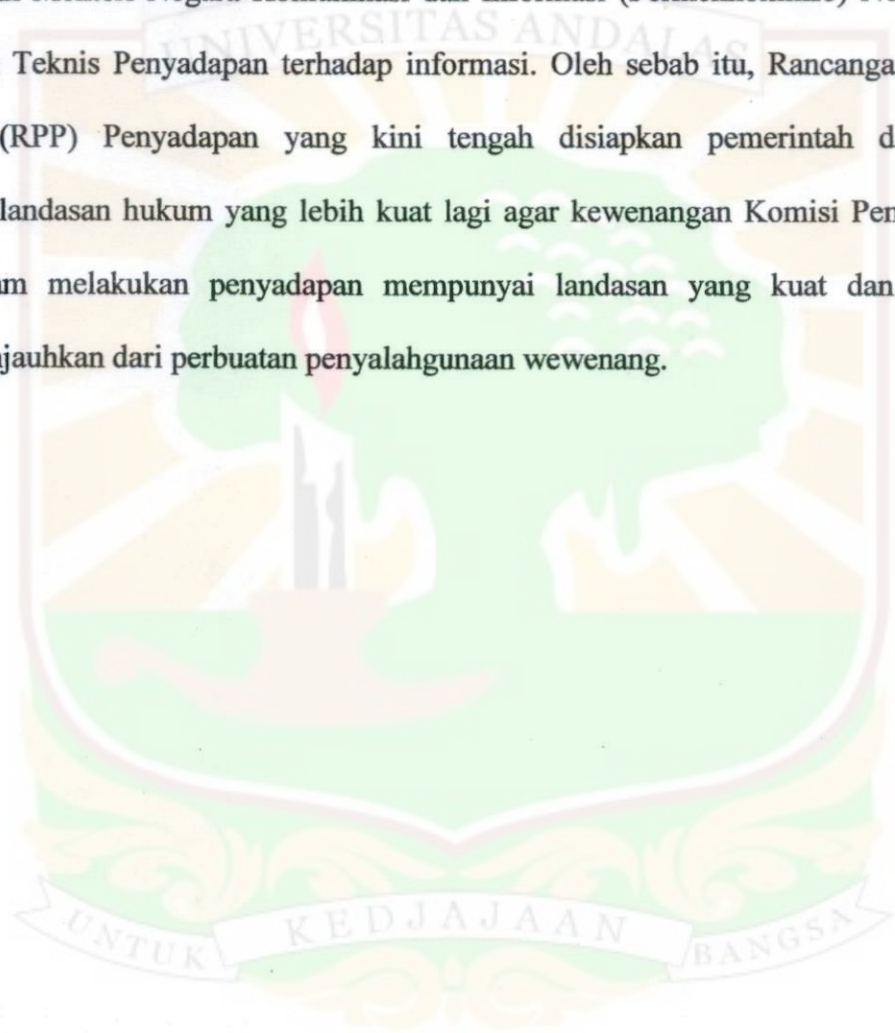 Teknis Penyadapan terhadap informasi. Oleh sebab itu, Rancanga
(RPP) Penyadapan yang kini tengah disiapkan pemerintah d
landasan hukum yang lebih kuat lagi agar kewenangan Komisi Pe
m melakukan penyadapan mempunyai landasan yang kuat dan
jauhkan dari perbuatan penyalahgunaan wewenang.
UNIVERSITAS ANDALAS
UNTUK KEDJAJAAN BANGSA